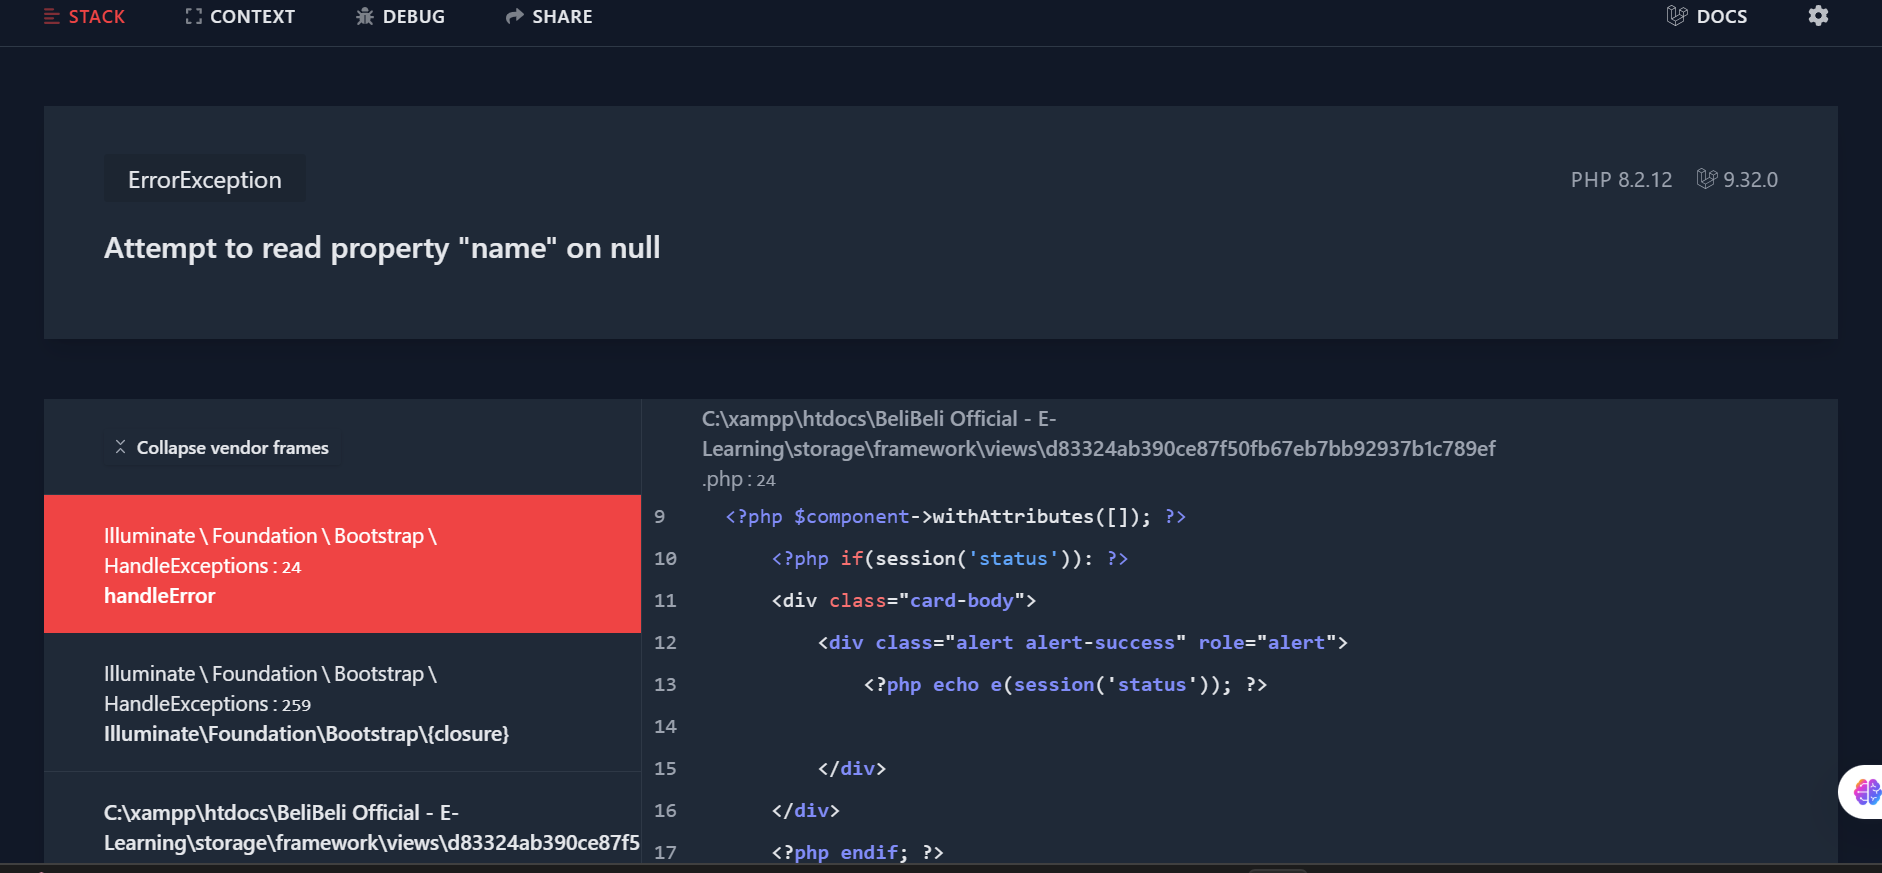 STACK CONTEXT DEBUG SHARE DOCS
ErrorException
PHP 8.2.12 9.32.0
Attempt to read property "name" on null
Collapse vendor frames
Illuminate \ Foundation \ Bootstrap \
HandleExceptions : 24
handleError
Illuminate \ Foundation \ Bootstrap \
HandleExceptions : 259
Illuminate\Foundation\Bootstrap\{closure}
C:\xampp\htdocs\BeliBeli Official - E-
Learning\storage\framework\views\d83324ab390ce87f5
C:\xampp\htdocs\BeliBeli Official - E-
Learning\storage\framework\views\d83324ab390ce87f50fb67eb7bb92937b1c789ef
.php : 24
9 <?php $component->withAttributes([]); ?>
10 <?php if(session('status')): ?>
11 <div class="card-body">
12 <div class="alert alert-success" role="alert">
13 <?php echo e(session('status')); ?>
14
15 </div>
16 </div>
17 <?php endif; ?>